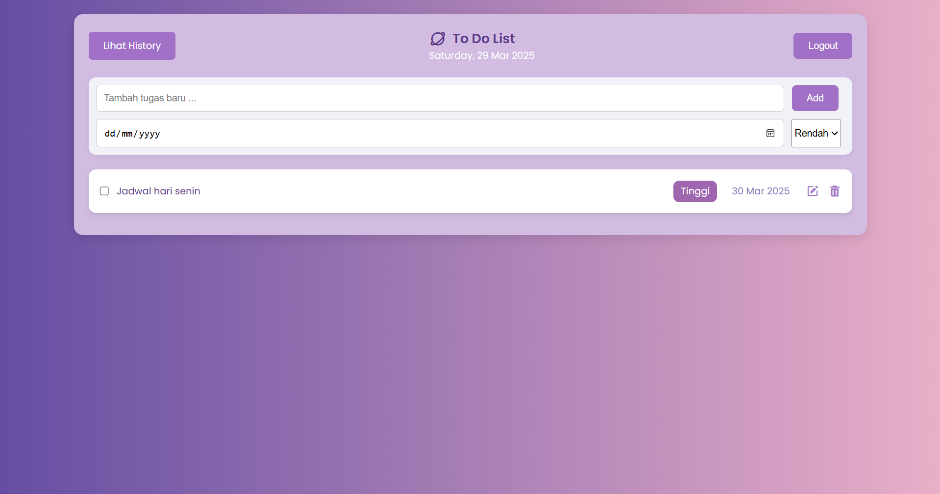 Lihat History
To Do List
Saturday, 29 Mar 2025
Logout
Tambah tugas baru ...
Add
dd/mm/yyyy
Rendah
Jadwal hari senin
Tinggi
30 Mar 2025